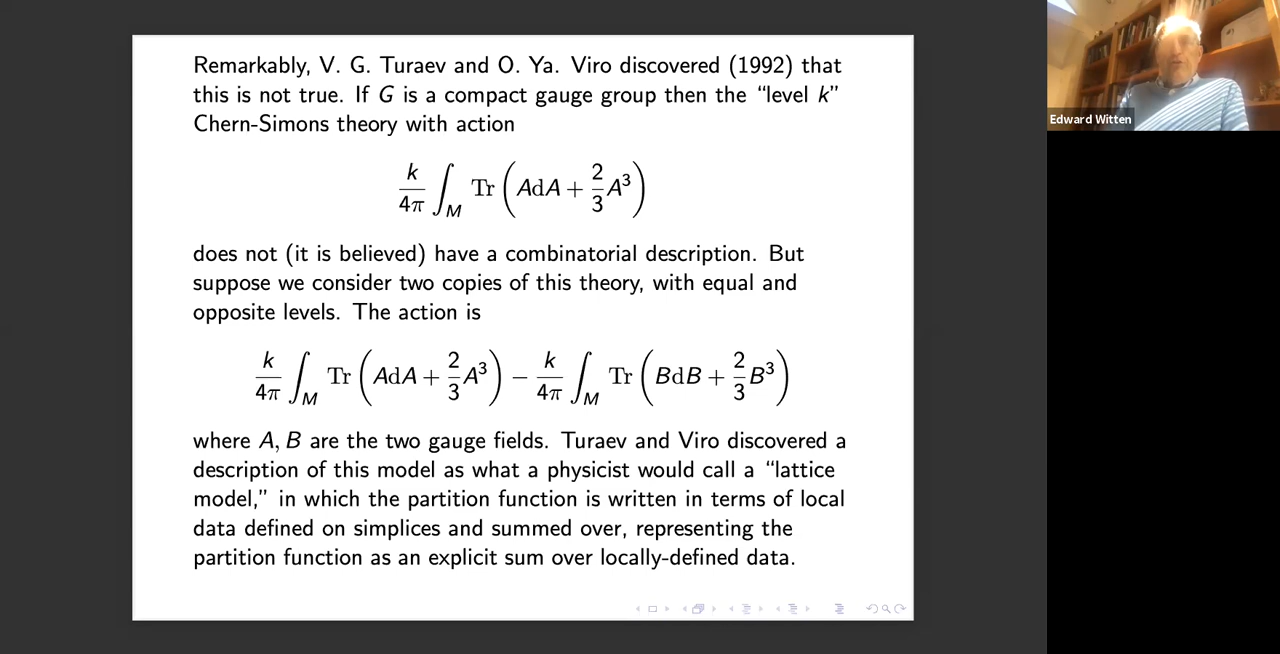 Remarkably, V. G. Turaev and O. Ya. Viro discovered (1992) that
this is not true. If G is a compact gauge group then the “level k”
Chern-Simons theory with action
k/4π ∫_M Tr (AdA + 2/3 A³)
does not (it is believed) have a combinatorial description. But
suppose we consider two copies of this theory, with equal and
opposite levels. The action is
k/4π ∫_M Tr (AdA + 2/3 A³) − k/4π ∫_M Tr (BdB + 2/3 B³)
where A, B are the two gauge fields. Turaev and Viro discovered a
description of this model as what a physicist would call a “lattice
model,” in which the partition function is written in terms of local
data defined on simplices and summed over, representing the
partition function as an explicit sum over locally-defined data.
Edward Witten